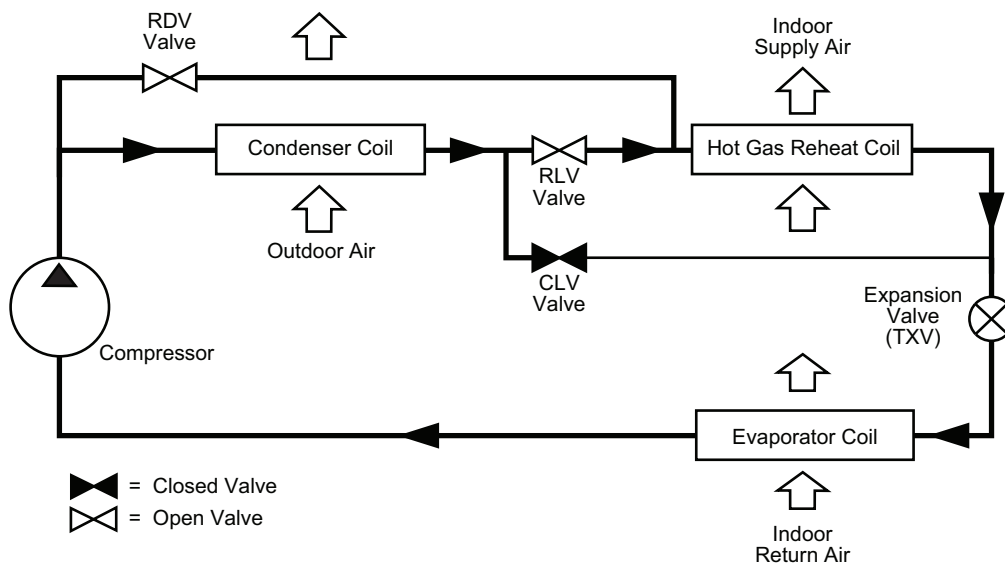 RDV
Valve
Indoor
Supply Air
Condenser Coil
Hot Gas Reheat Coil
RLV
Valve
Outdoor Air
CLV
Valve
Expansion
Valve
(TXV)
Compressor
Evaporator Coil
= Closed Valve
= Open Valve
Indoor
Return Air